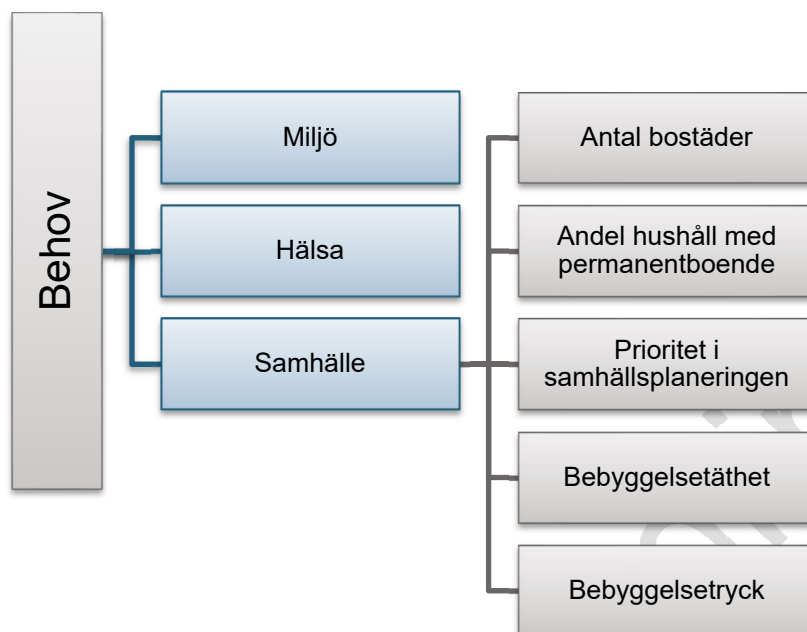 Behov
Miljö
Hälsa
Samhälle
Antal bostäder
Andel hushåll med
permanentboende
Prioritet i
samhällsplaneringen
Bebyggelsetäthet
Bebyggelsetryck